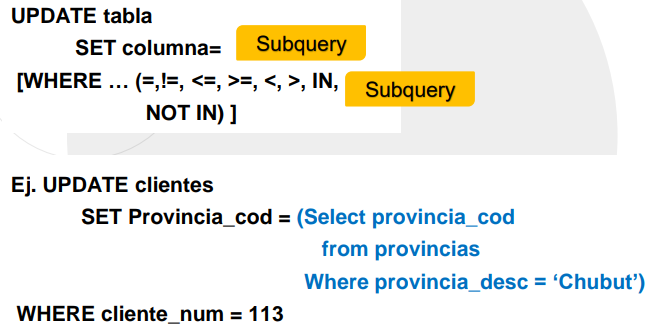 UPDATE tabla
SET columna= Subquery
[WHERE … (=,!=, <=, >=, <, >, IN, Subquery
NOT IN) ]
Ej. UPDATE clientes
SET Provincia_cod = (Select provincia_cod
from provincias
Where provincia_desc = ‘Chubut’)
WHERE cliente_num = 113